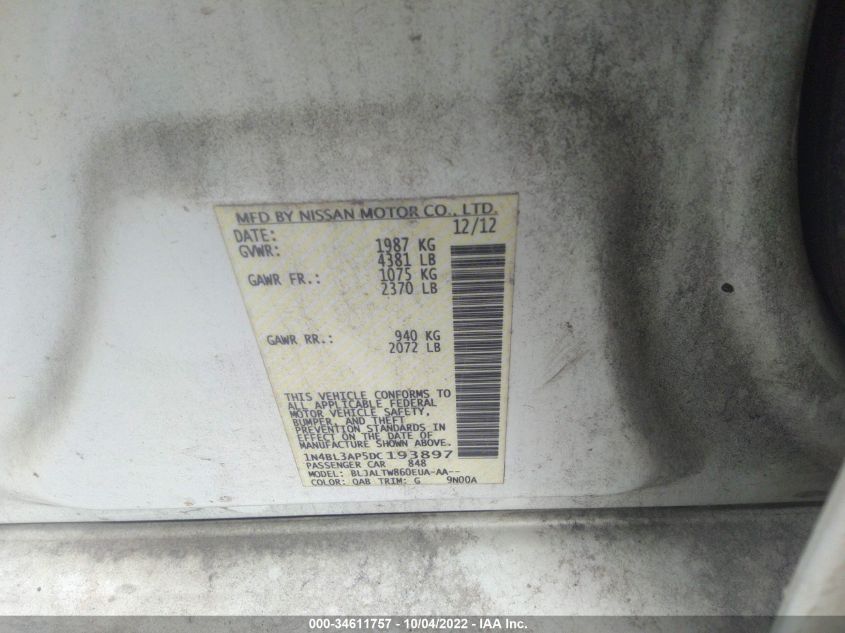 MFD BY NISSAN MOTOR CO., LTD.
DATE: 12/12
GVWR: 1987 KG
4381 LB
GAWR FR.: 1075 KG
2370 LB
GAWR RR.: 940 KG
2072 LB
THIS VEHICLE CONFORMS TO
ALL APPLICABLE FEDERAL
MOTOR VEHICLE SAFETY,
BUMPER, AND THEFT
PREVENTION STANDARDS IN
EFFECT ON THE DATE OF
MANUFACTURE SHOWN ABOVE.
1N4BL3AP5DC193897
PASSENGER CAR 848
MODEL: BLJALTW860EUA-AA--
COLOR: QAB TRIM: G 9N00A
000-34611757 - 10/04/2022 - IAA Inc.